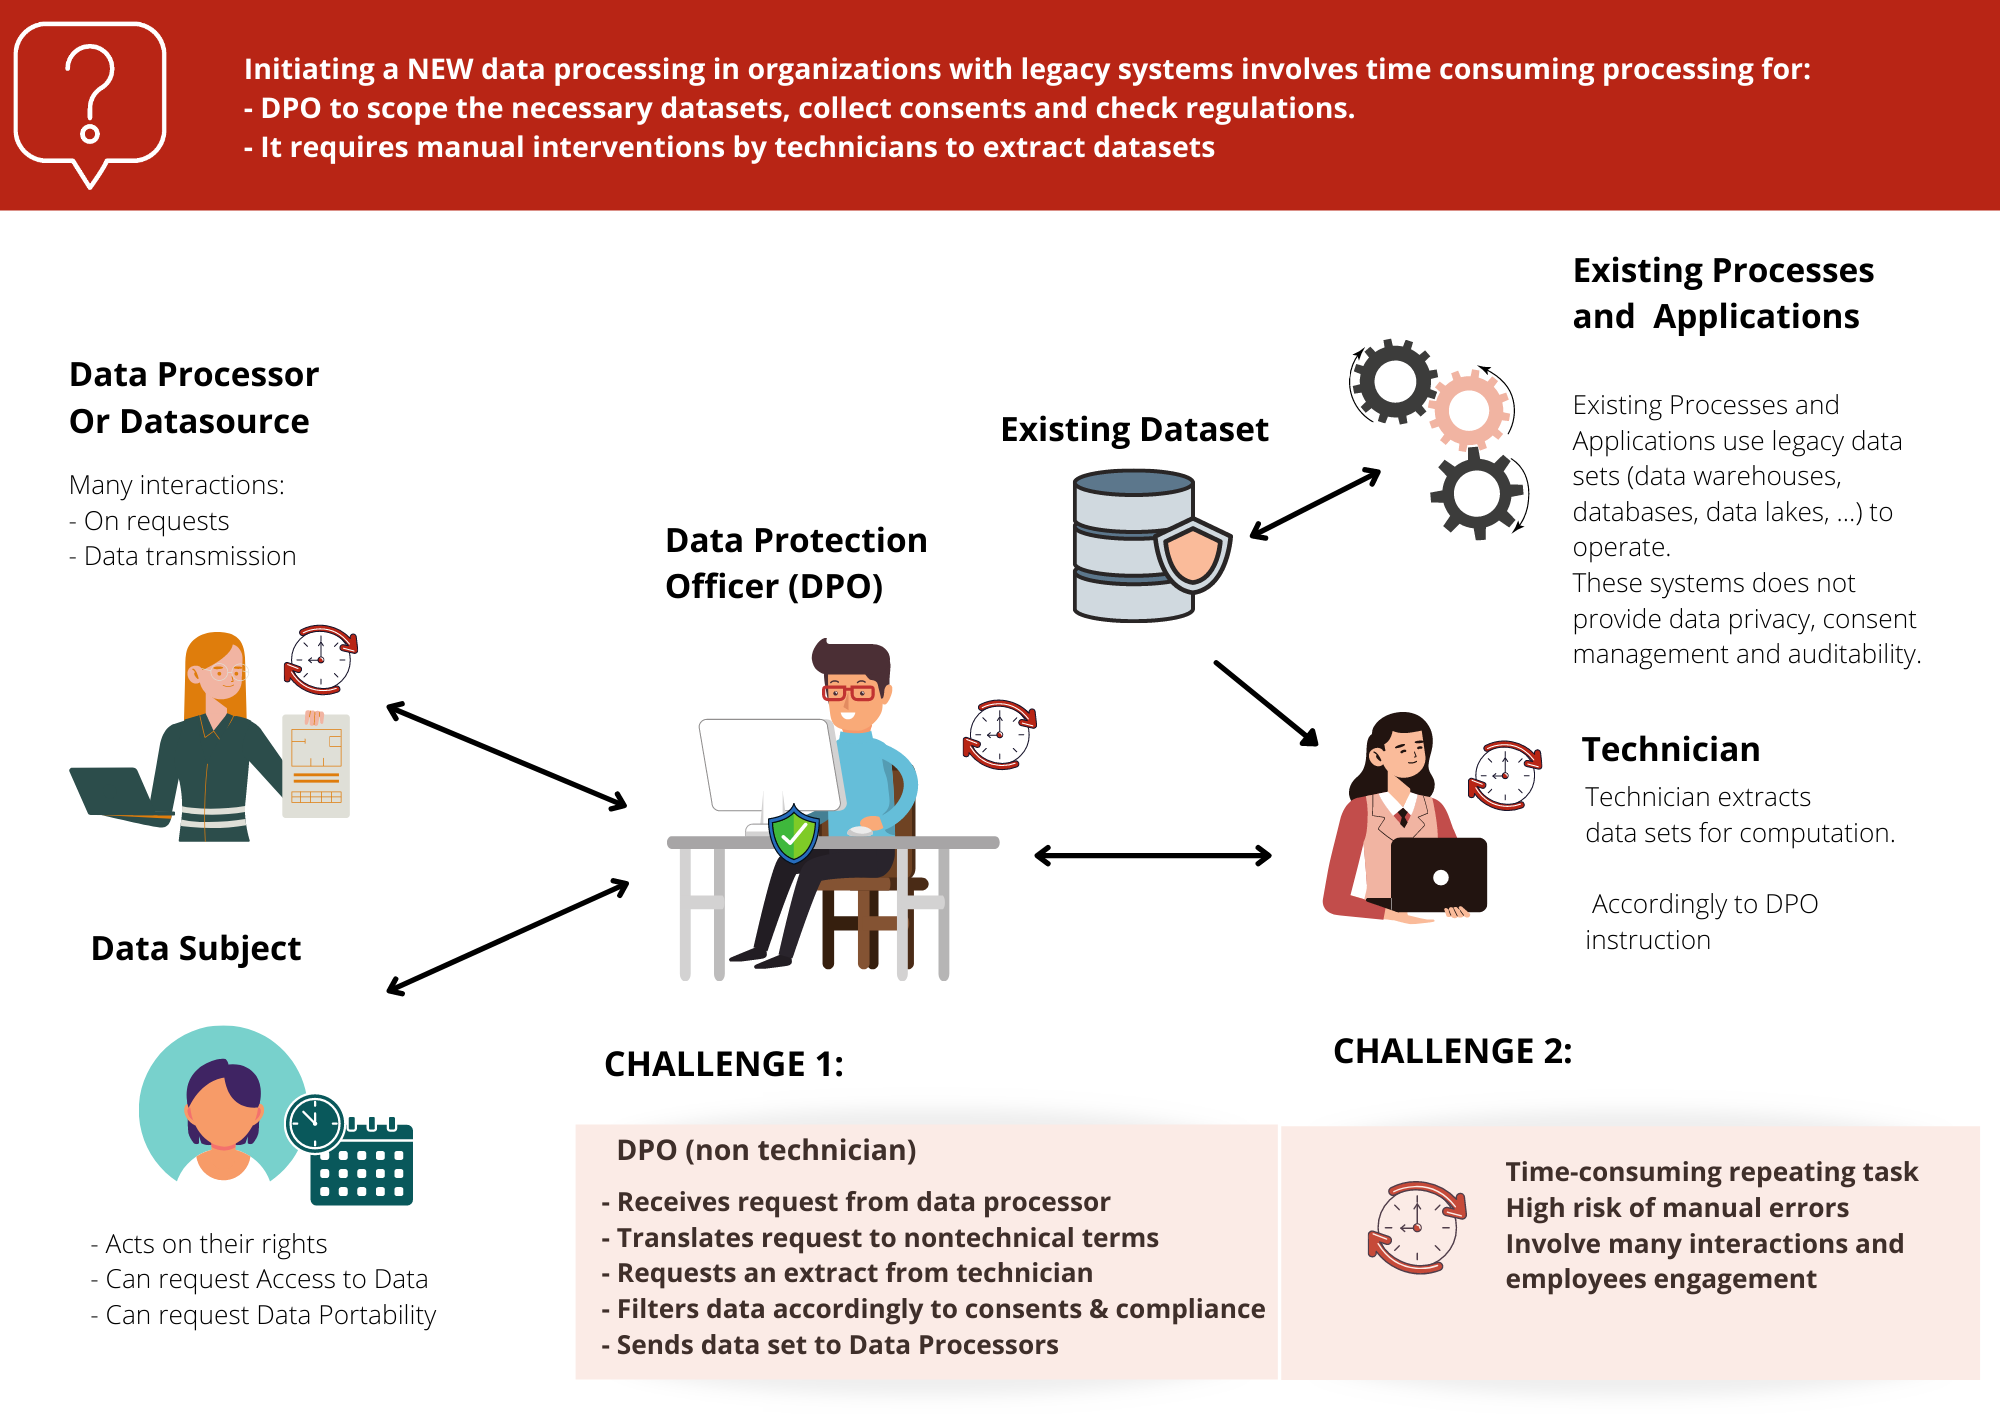 Initiating a NEW data processing in organizations with legacy systems involves time consuming processing for:
- DPO to scope the necessary datasets, collect consents and check regulations.
- It requires manual interventions by technicians to extract datasets
Data Processor
Or Datasource
Many interactions:
- On requests
- Data transmission
Data Subject
- Acts on their rights
- Can request Access to Data
- Can request Data Portability
Data Protection
Officer (DPO)
Existing Dataset
Existing Processes
and  Applications
Existing Processes and
Applications use legacy data
sets (data warehouses,
databases, data lakes, ...) to
operate.
These systems does not
provide data privacy, consent
management and auditability.
Technician
Technician extracts
data sets for computation.
Accordingly to DPO
instruction
CHALLENGE 1:
DPO (non technician)
- Receives request from data processor
- Translates request to nontechnical terms
- Requests an extract from technician
- Filters data accordingly to consents & compliance
- Sends data set to Data Processors
CHALLENGE 2:
Time-consuming repeating task
High risk of manual errors
Involve many interactions and
employees engagement